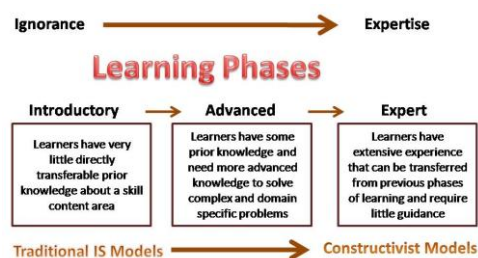 Ignorance Expertise
Learning Phases
Introductory Advanced Expert
Learners have very
little directly
transferable prior
knowledge about a skill
content area
Learners have some
prior knowledge and
need more advanced
knowledge to solve
complex and domain
specific problems
Learners have
extensive experience
that can be transferred
from previous phases
of learning and require
little guidance
Traditional IS Models Constructivist Models